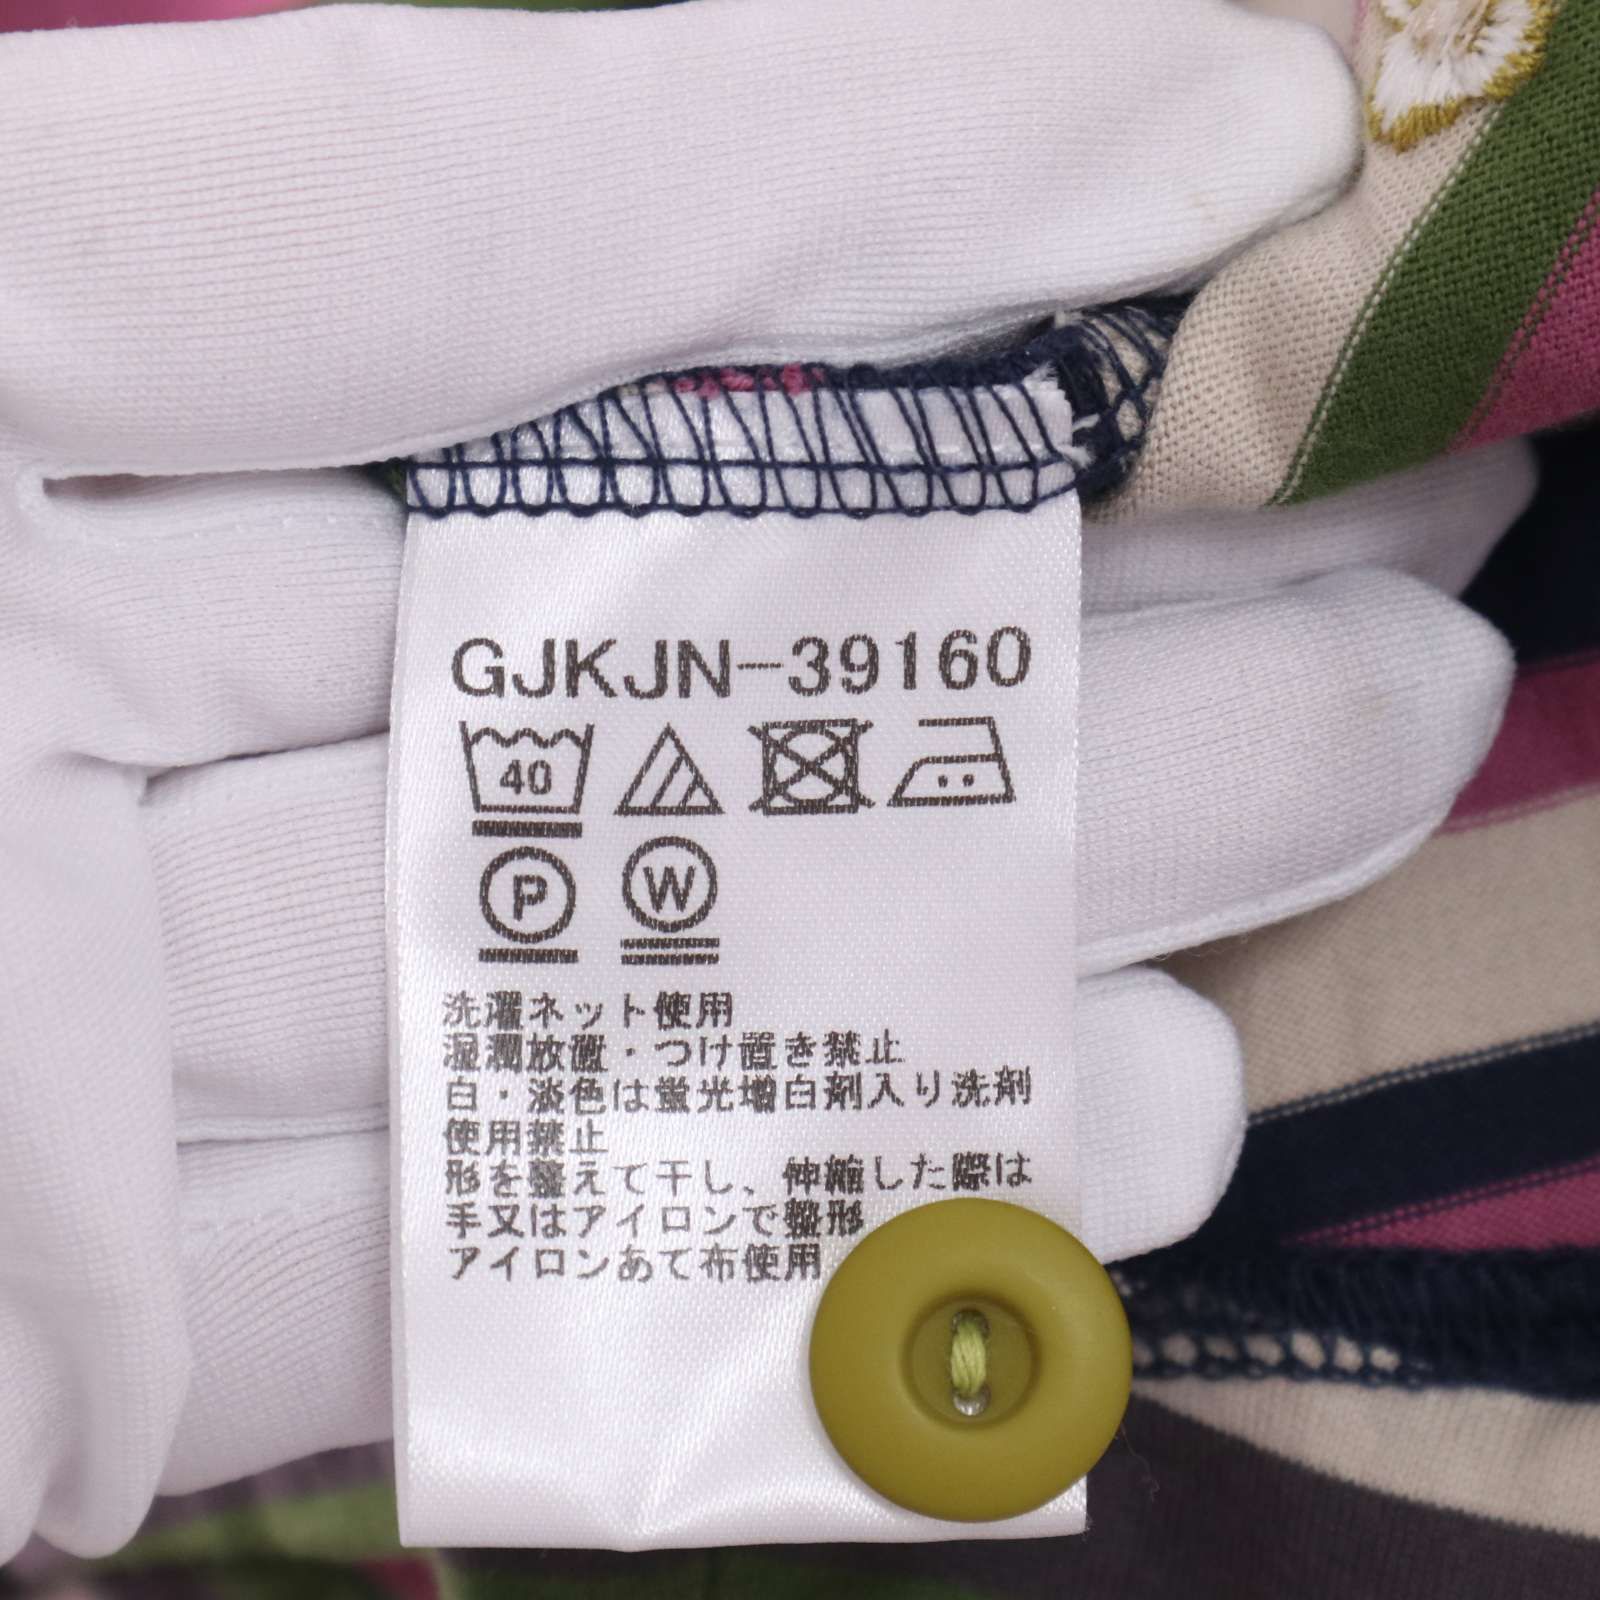 GJKJN-39160
40
P W
洗濯ネット使用
湿潤放置・つけ置き禁止
白・淡色は蛍光増白剤入り洗剤
使用禁止
形を整えて干し、伸縮した際は
手又はアイロンで整形
アイロンあて布使用